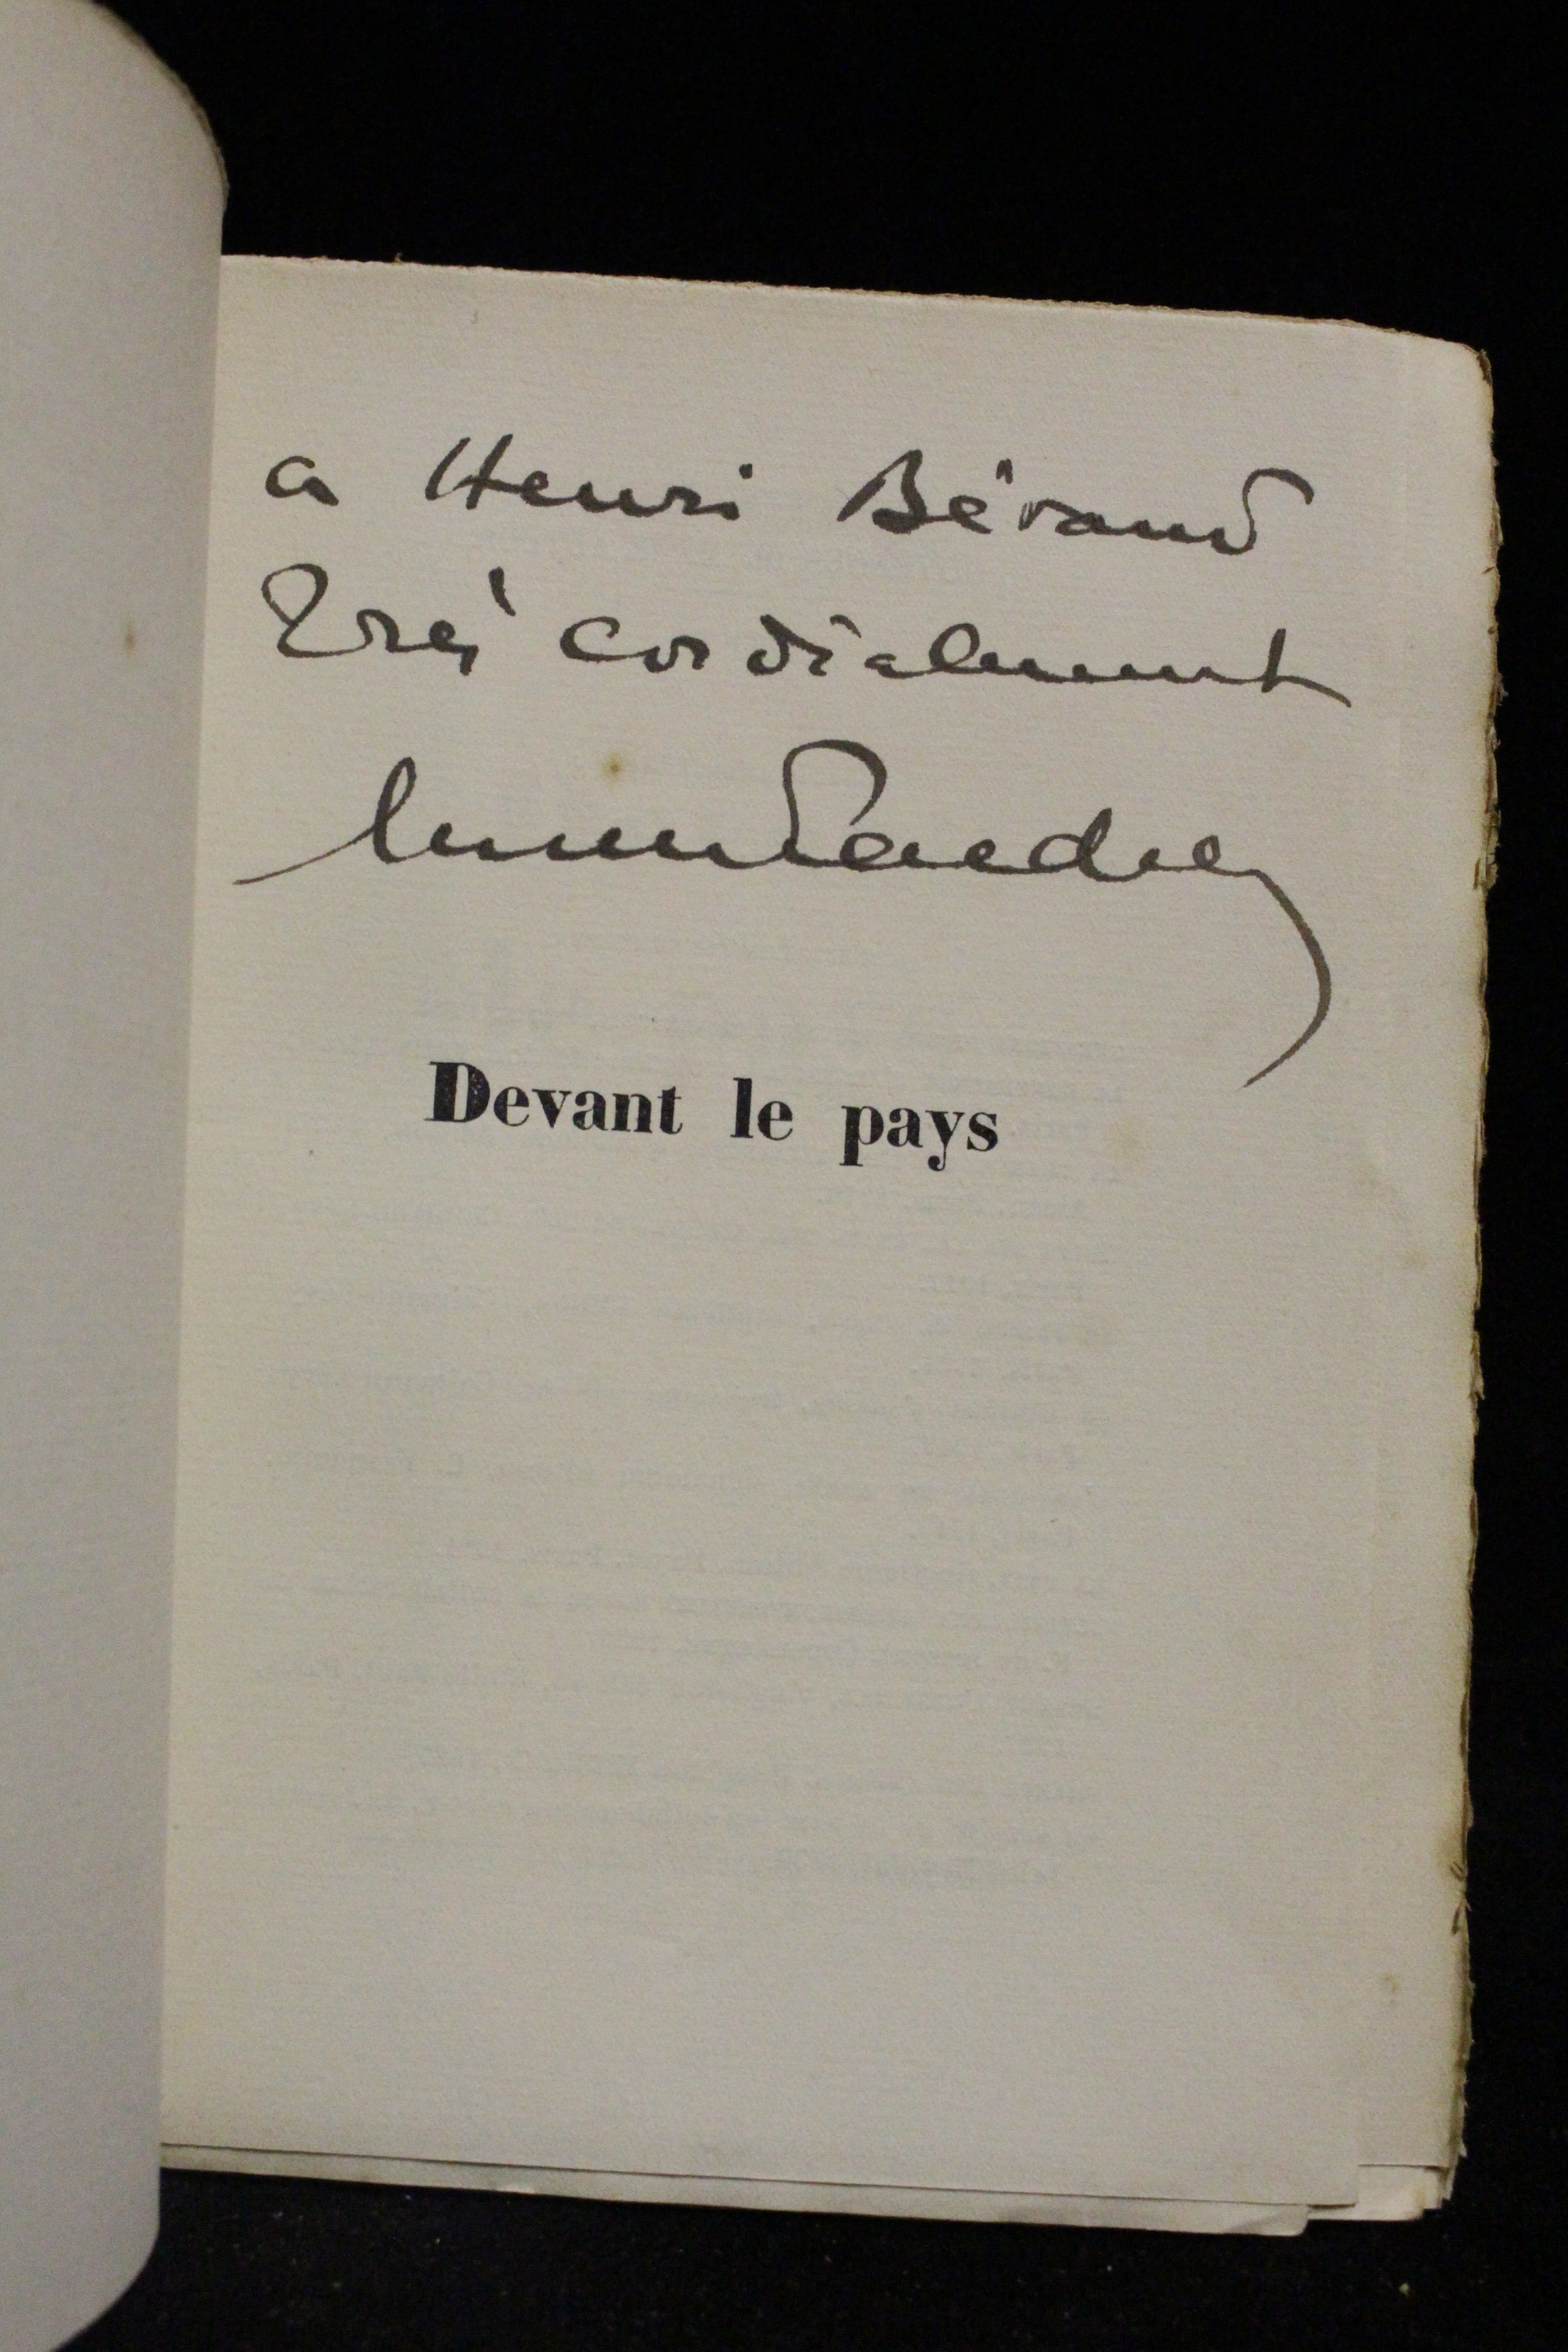 a Henri Béraud
Très cordialement
Devant le pays